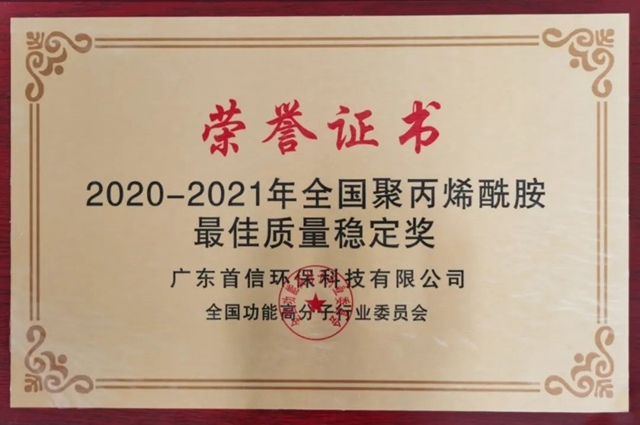 荣誉证书
2020-2021年全国聚丙烯酰胺
最佳质量稳定奖
广东首信环保科技有限公司
全国功能高分子行业委员会